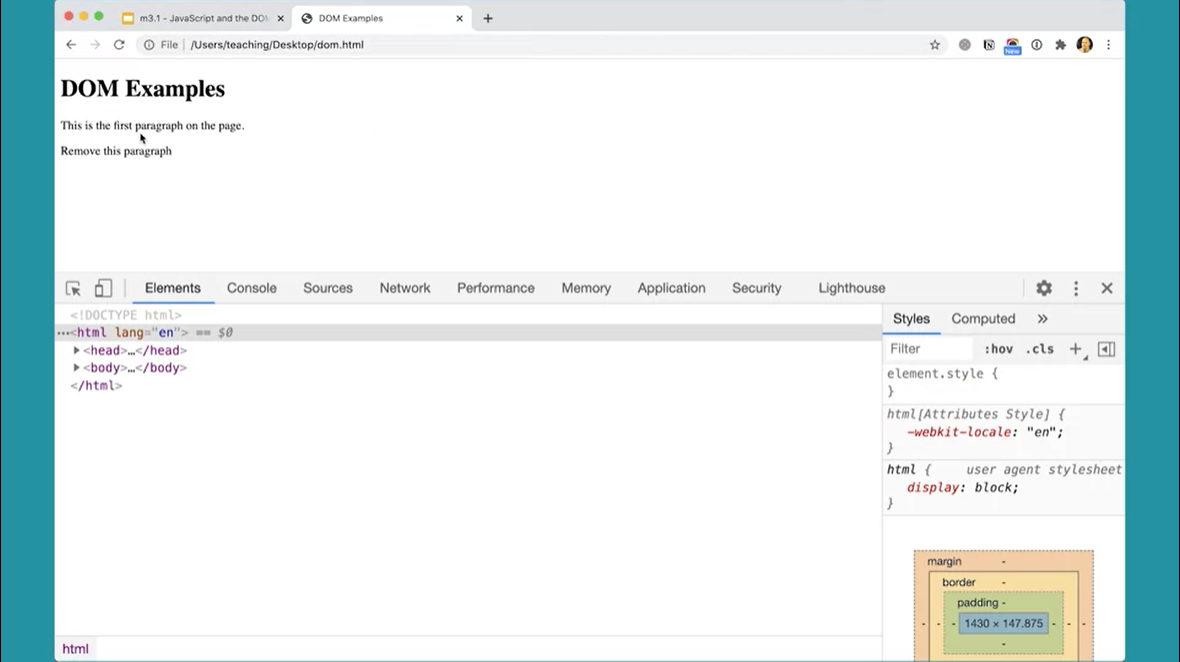 m3.1 - JavaScript and the DOM
DOM Examples
File
/Users/teaching/Desktop/dom.html
New
DOM Examples
This is the first paragraph on the page.
Remove this paragraph
Elements Console Sources Network Performance Memory Application Security Lighthouse
<!DOCTYPE html>
…<html lang="en"> == $0
<head>…</head>
<body>…</body>
</html>
html
Styles Computed »
Filter :hov .cls +
element.style {
}
html[Attributes Style] {
-webkit-locale: "en";
}
html { user agent stylesheet
display: block;
}
margin -
border -
padding -
- - - 1430 × 147.875 - - -
-